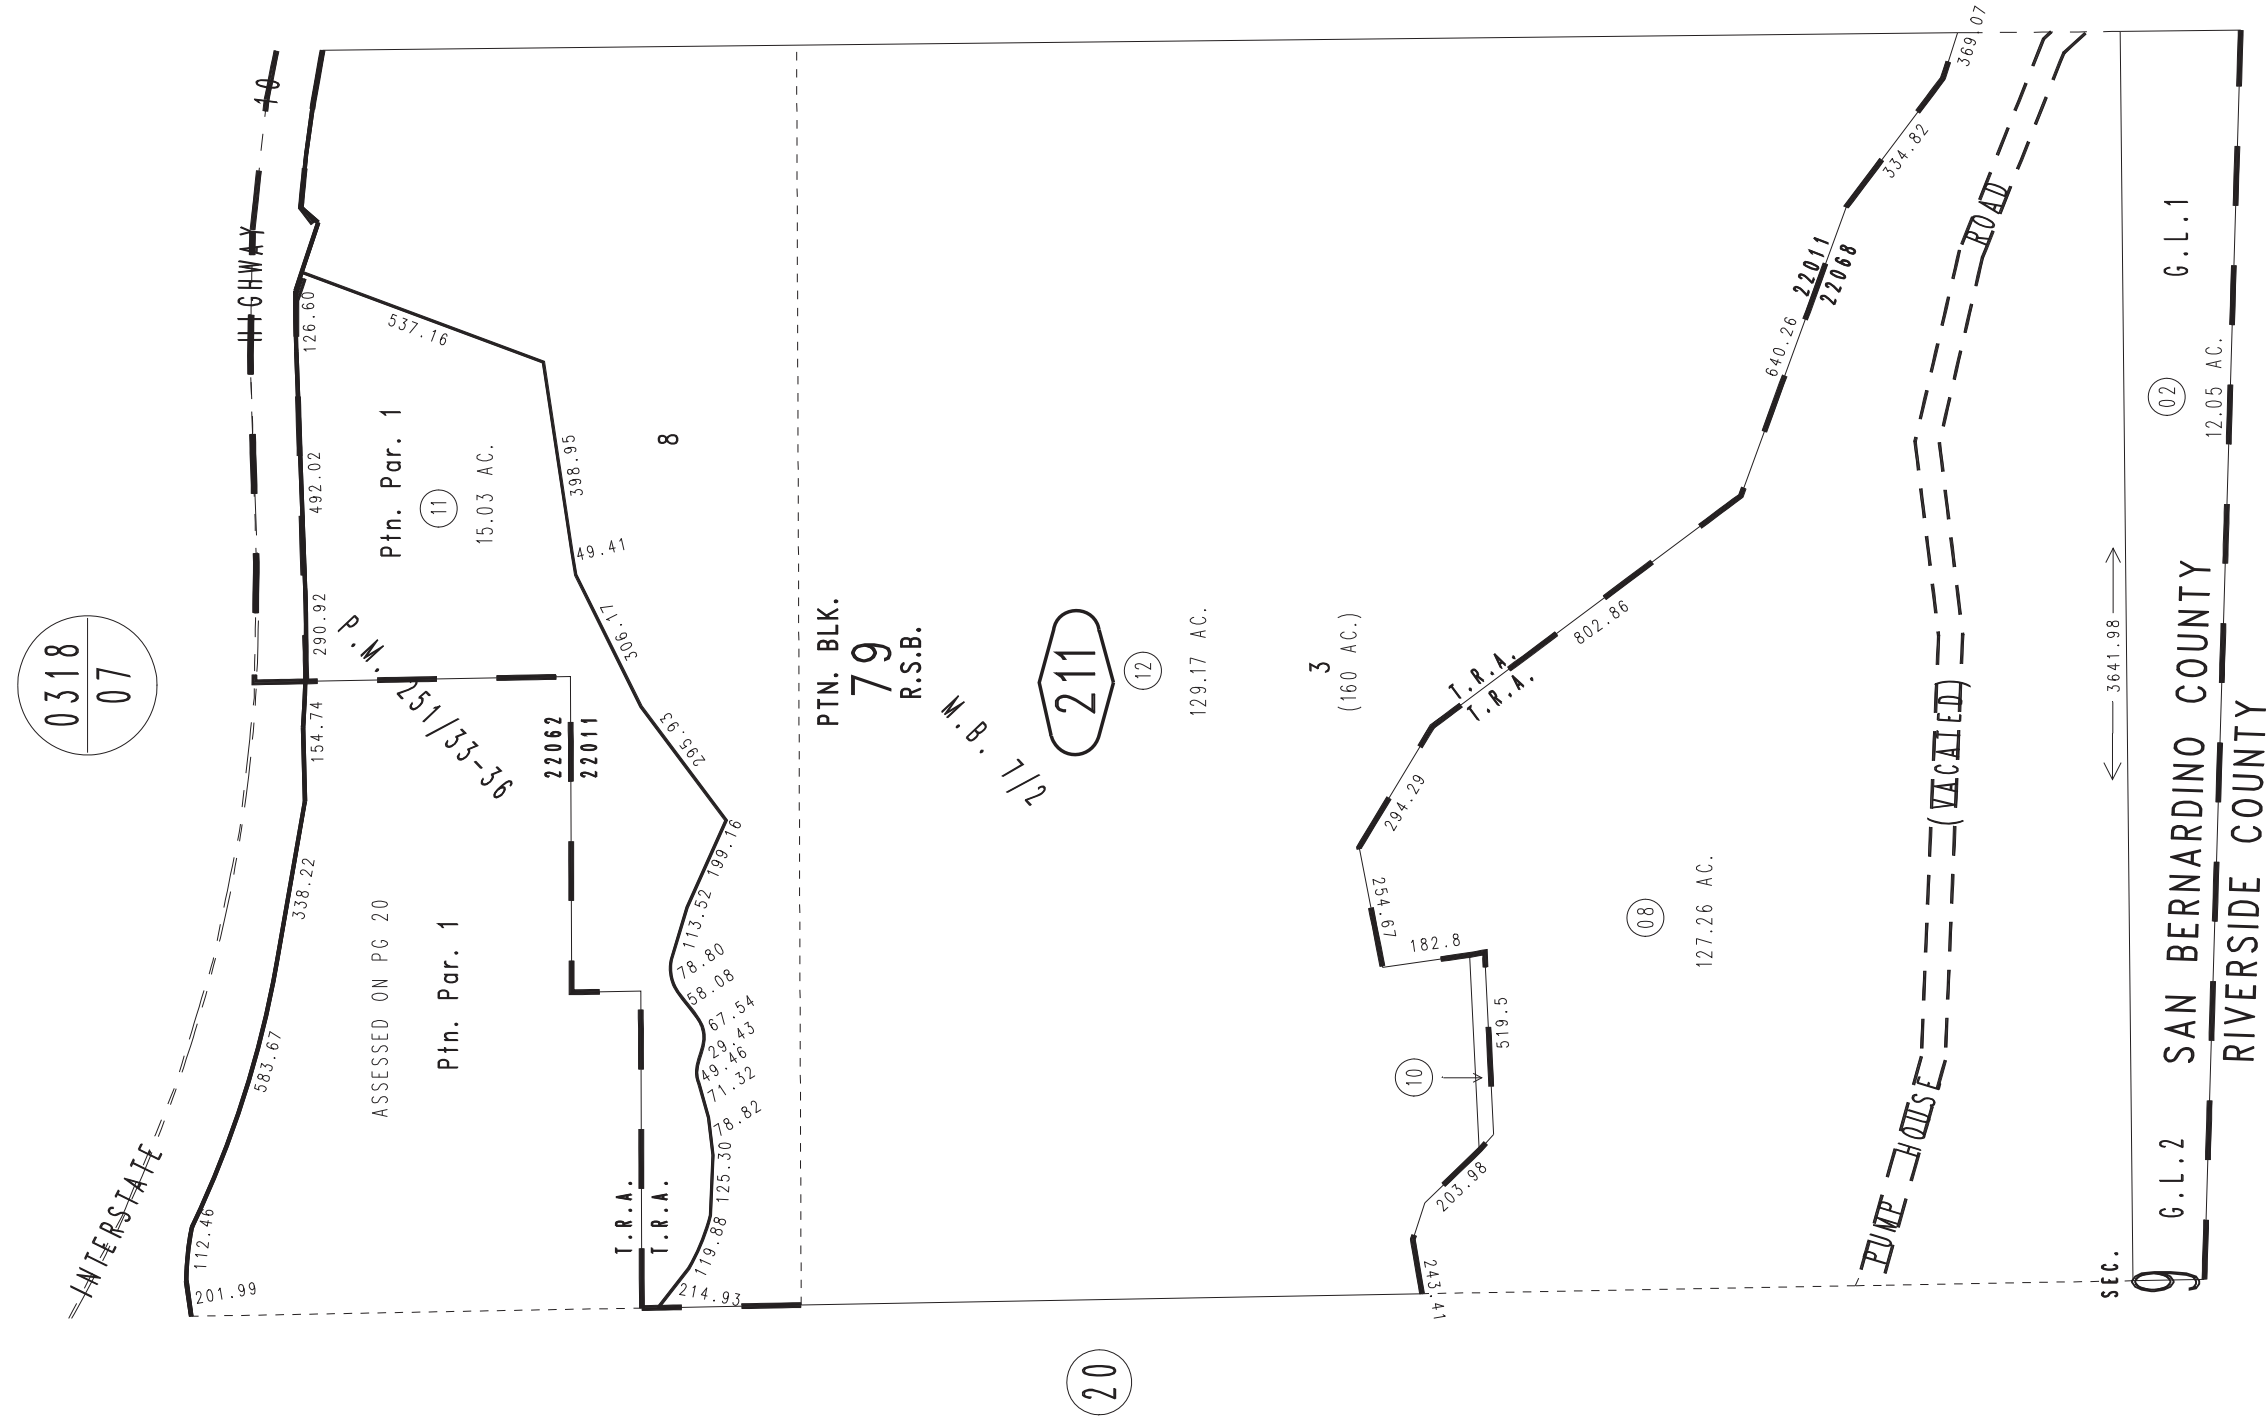 0318
07
INTERSTATE
HIGHWAY
10
201.99
112.46
583.67
338.22
154.74
290.92
492.02
126.60
537.16
398.95
49.41
306.17
295.93
199.16
113.52
78.80
58.08
67.54
29.43
49.46
71.32
78.82
125.30
119.88
214.93
ASSESSED ON PG 20
Ptn. Par. 1
Ptn. Par. 1
11
15.03 AC.
P.M. 251/33-36
22062
22011
T.R.A.
T.R.A.
8
PTN. BLK.
79
R.S.B.
M.B. 7/2
211
12
129.17 AC.
3
(160 AC.)
T.R.A.
T.R.A.
22011
22068
369.07
334.82
640.26
802.86
294.29
254.67
182.8
519.5
203.98
243.41
10
08
127.26 AC.
PUMP HOUSE (VACATED) ROAD
3641.98
SEC.
9
G.L.2
G.L.1
02
12.05 AC.
SAN BERNARDINO COUNTY
RIVERSIDE COUNTY
20